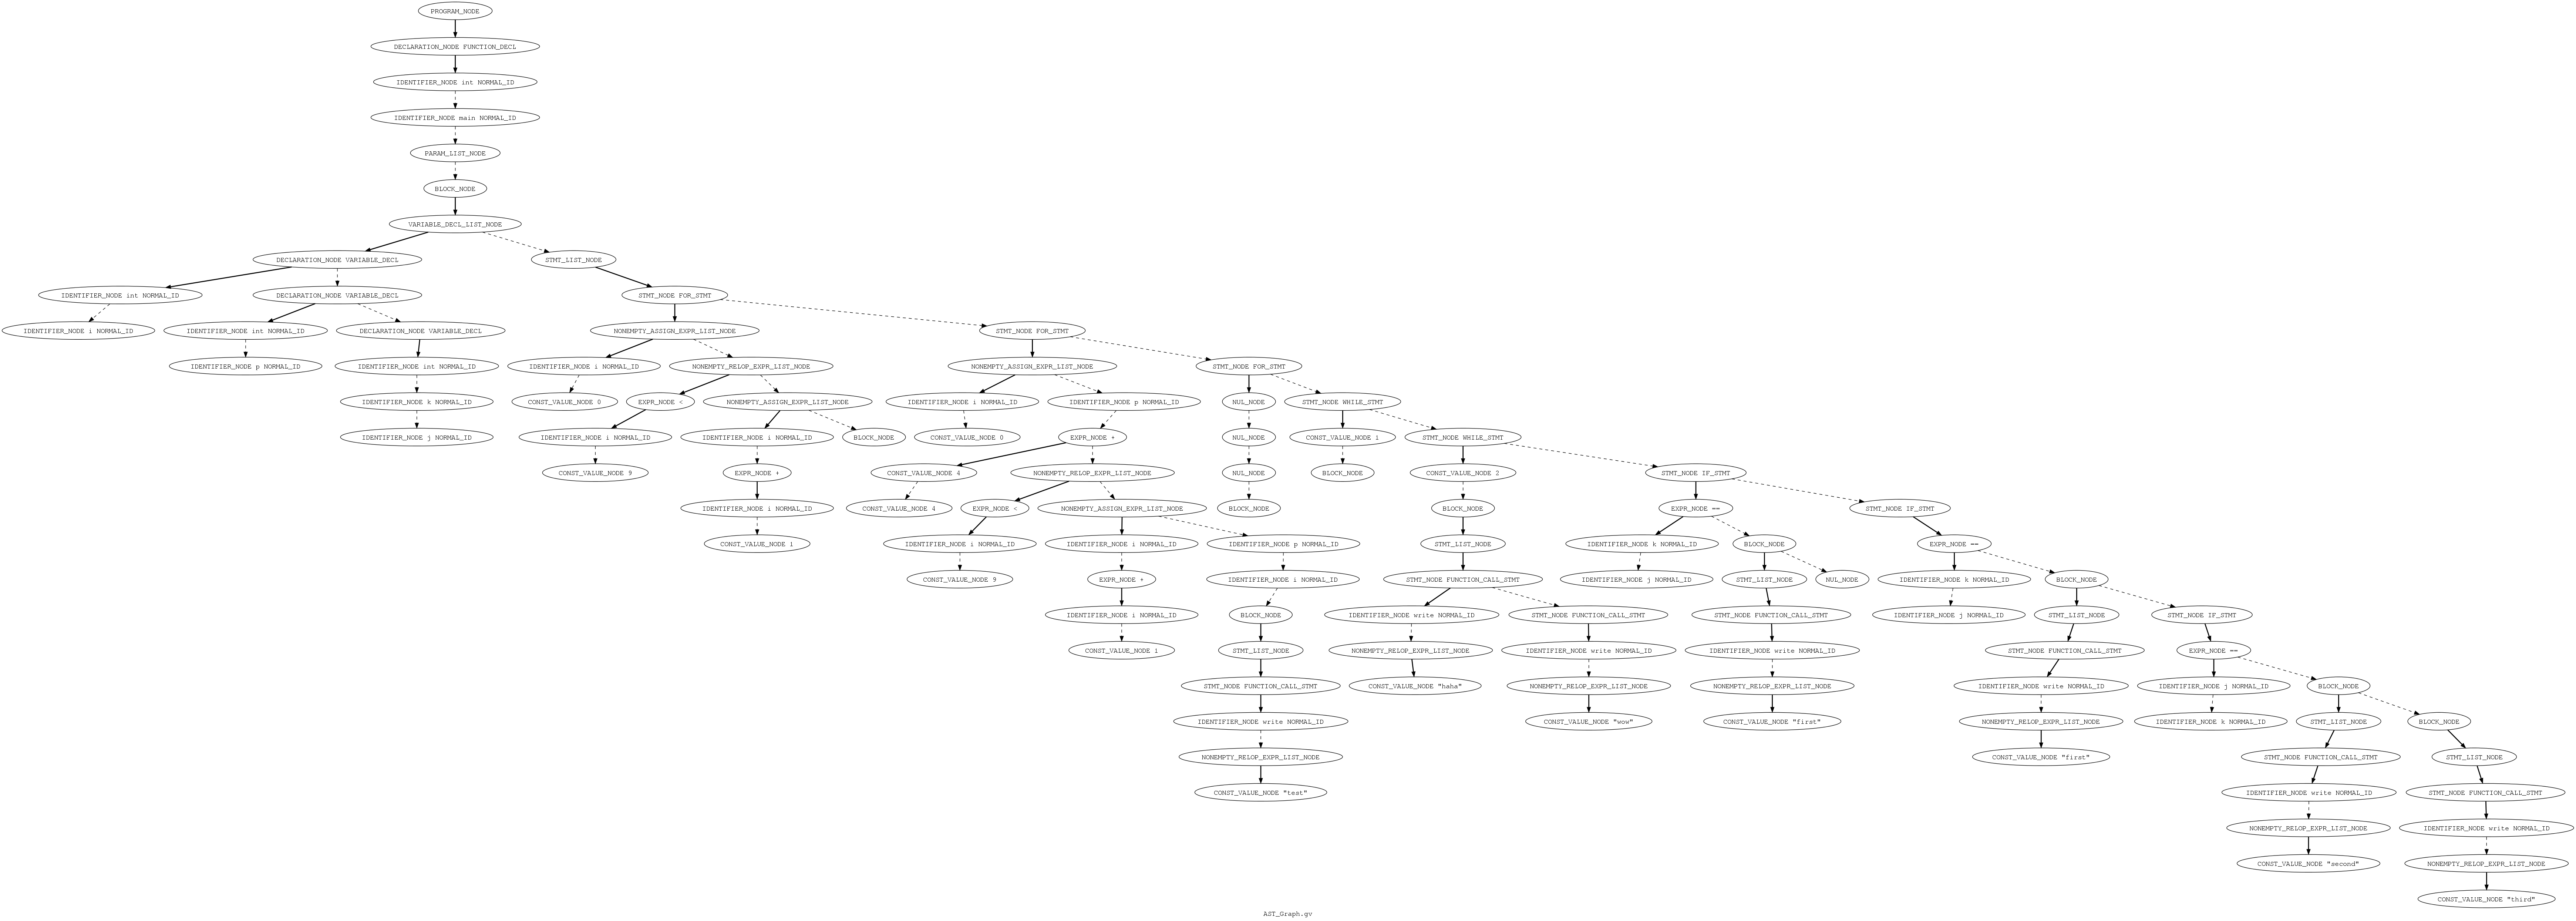 PROGRAM_NODE
DECLARATION_NODE FUNCTION_DECL
IDENTIFIER_NODE int NORMAL_ID
IDENTIFIER_NODE main NORMAL_ID
PARAM_LIST_NODE
BLOCK_NODE
VARIABLE_DECL_LIST_NODE
DECLARATION_NODE VARIABLE_DECL
STMT_LIST_NODE
IDENTIFIER_NODE int NORMAL_ID
DECLARATION_NODE VARIABLE_DECL
STMT_NODE FOR_STMT
IDENTIFIER_NODE i NORMAL_ID
IDENTIFIER_NODE int NORMAL_ID
DECLARATION_NODE VARIABLE_DECL
NONEMPTY_ASSIGN_EXPR_LIST_NODE
STMT_NODE FOR_STMT
IDENTIFIER_NODE p NORMAL_ID
IDENTIFIER_NODE int NORMAL_ID
IDENTIFIER_NODE i NORMAL_ID
NONEMPTY_RELOP_EXPR_LIST_NODE
NONEMPTY_ASSIGN_EXPR_LIST_NODE
STMT_NODE FOR_STMT
IDENTIFIER_NODE k NORMAL_ID
CONST_VALUE_NODE 0
EXPR_NODE <
NONEMPTY_ASSIGN_EXPR_LIST_NODE
IDENTIFIER_NODE i NORMAL_ID
IDENTIFIER_NODE p NORMAL_ID
NUL_NODE
STMT_NODE WHILE_STMT
IDENTIFIER_NODE j NORMAL_ID
IDENTIFIER_NODE i NORMAL_ID
IDENTIFIER_NODE i NORMAL_ID
BLOCK_NODE
CONST_VALUE_NODE 0
EXPR_NODE +
NUL_NODE
CONST_VALUE_NODE 1
STMT_NODE WHILE_STMT
CONST_VALUE_NODE 9
EXPR_NODE +
CONST_VALUE_NODE 4
NONEMPTY_RELOP_EXPR_LIST_NODE
NUL_NODE
BLOCK_NODE
CONST_VALUE_NODE 2
STMT_NODE IF_STMT
IDENTIFIER_NODE i NORMAL_ID
CONST_VALUE_NODE 4
EXPR_NODE <
NONEMPTY_ASSIGN_EXPR_LIST_NODE
BLOCK_NODE
BLOCK_NODE
EXPR_NODE ==
STMT_NODE IF_STMT
CONST_VALUE_NODE 1
IDENTIFIER_NODE i NORMAL_ID
IDENTIFIER_NODE i NORMAL_ID
IDENTIFIER_NODE p NORMAL_ID
STMT_LIST_NODE
IDENTIFIER_NODE k NORMAL_ID
BLOCK_NODE
EXPR_NODE ==
CONST_VALUE_NODE 9
EXPR_NODE +
IDENTIFIER_NODE i NORMAL_ID
STMT_NODE FUNCTION_CALL_STMT
IDENTIFIER_NODE j NORMAL_ID
STMT_LIST_NODE
NUL_NODE
IDENTIFIER_NODE k NORMAL_ID
BLOCK_NODE
IDENTIFIER_NODE i NORMAL_ID
BLOCK_NODE
IDENTIFIER_NODE write NORMAL_ID
STMT_NODE FUNCTION_CALL_STMT
STMT_NODE FUNCTION_CALL_STMT
IDENTIFIER_NODE j NORMAL_ID
STMT_LIST_NODE
STMT_NODE IF_STMT
CONST_VALUE_NODE 1
STMT_LIST_NODE
NONEMPTY_RELOP_EXPR_LIST_NODE
IDENTIFIER_NODE write NORMAL_ID
IDENTIFIER_NODE write NORMAL_ID
STMT_NODE FUNCTION_CALL_STMT
EXPR_NODE ==
STMT_NODE FUNCTION_CALL_STMT
CONST_VALUE_NODE "haha"
NONEMPTY_RELOP_EXPR_LIST_NODE
NONEMPTY_RELOP_EXPR_LIST_NODE
IDENTIFIER_NODE write NORMAL_ID
IDENTIFIER_NODE j NORMAL_ID
BLOCK_NODE
IDENTIFIER_NODE write NORMAL_ID
CONST_VALUE_NODE "wow"
CONST_VALUE_NODE "first"
NONEMPTY_RELOP_EXPR_LIST_NODE
IDENTIFIER_NODE k NORMAL_ID
STMT_LIST_NODE
BLOCK_NODE
NONEMPTY_RELOP_EXPR_LIST_NODE
CONST_VALUE_NODE "first"
STMT_NODE FUNCTION_CALL_STMT
STMT_LIST_NODE
CONST_VALUE_NODE "test"
IDENTIFIER_NODE write NORMAL_ID
STMT_NODE FUNCTION_CALL_STMT
NONEMPTY_RELOP_EXPR_LIST_NODE
IDENTIFIER_NODE write NORMAL_ID
CONST_VALUE_NODE "second"
NONEMPTY_RELOP_EXPR_LIST_NODE
CONST_VALUE_NODE "third"
AST_Graph.gv